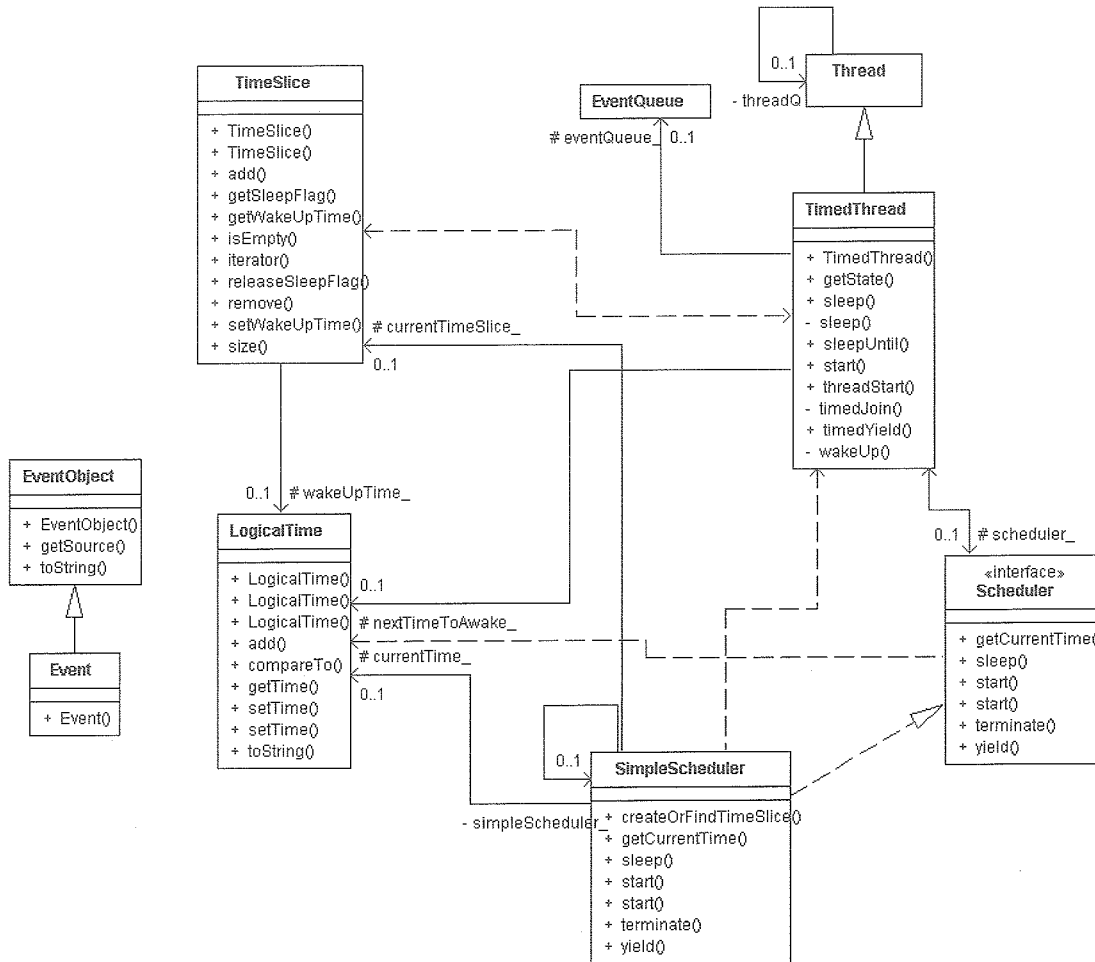 Thread
0..1
- threadQ
TimeSlice
+ TimeSlice()
+ TimeSlice()
+ add()
+ getSleepFlag()
+ getWakeUpTime()
+ isEmpty()
+ iterator()
+ releaseSleepFlag()
+ remove()
+ setWakeUpTime()
+ size()
EventQueue
# eventQueue_ 0..1
TimedThread
+ TimedThread()
+ getState()
+ sleep()
- sleep()
+ sleepUntil()
+ start()
+ threadStart()
- timedJoin()
+ timedYield()
- wakeUp()
# currentTimeSlice_
0..1
EventObject
+ EventObject()
+ getSource()
+ toString()
Event
+ Event()
0..1 # wakeUpTime_
LogicalTime
+ LogicalTime()
+ LogicalTime()
+ LogicalTime()
+ add()
+ compareTo()
+ getTime()
+ setTime()
+ setTime()
+ toString()
0..1
# nextTimeToAwake_
# currentTime_
0..1
0..1 # scheduler_
«interface»
Scheduler
+ getCurrentTime()
+ sleep()
+ start()
+ start()
+ terminate()
+ yield()
0..1
- simpleScheduler_
SimpleScheduler
+ createOrFindTimeSlice()
+ getCurrentTime()
+ sleep()
+ start()
+ start()
+ terminate()
+ yield()